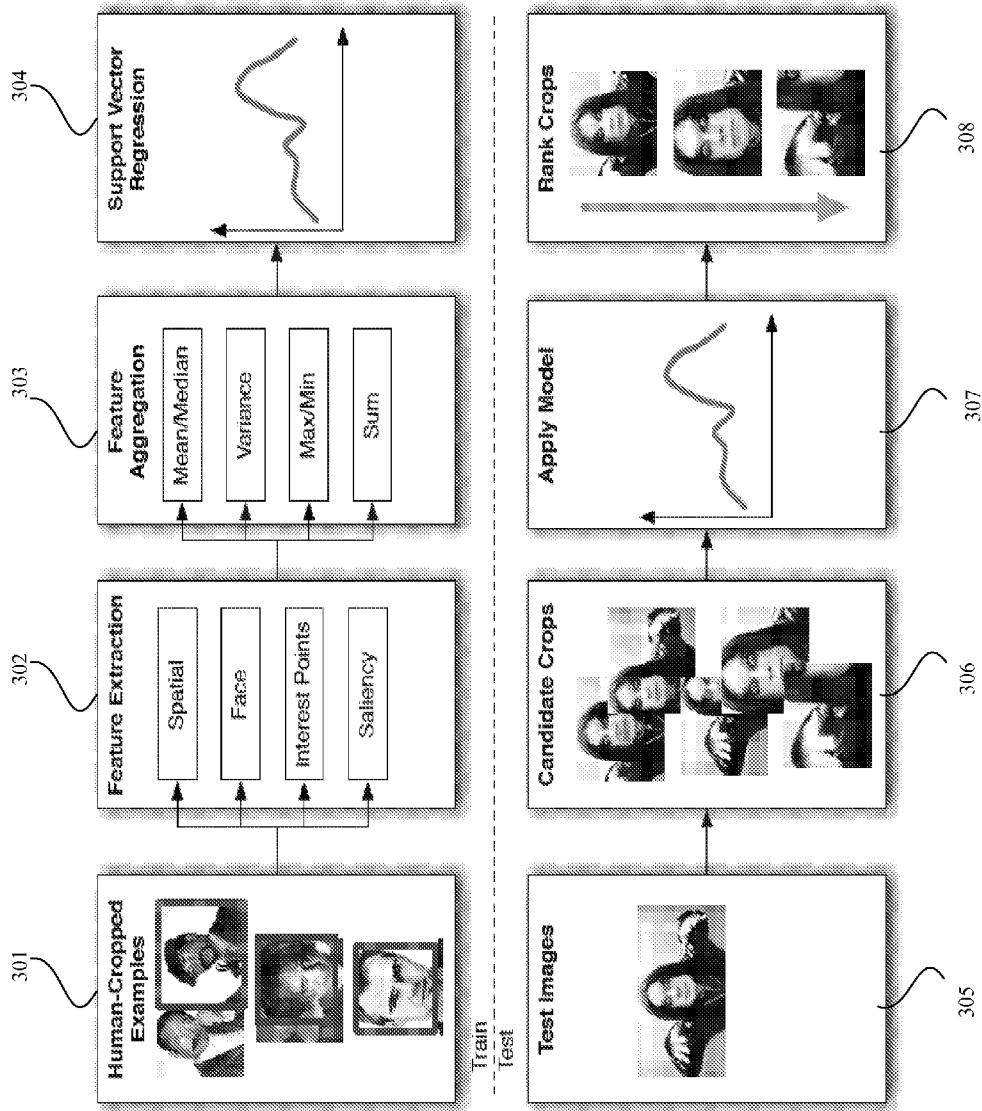 301
Human-Cropped
Examples
302
Feature Extraction
Spatial
Face
Interest Points
Saliency
303
Feature
Aggregation
Mean/Median
Variance
Max/Min
Sum
304
Support Vector
Regression
Train
Test
Test Images
305
Candidate Crops
306
Apply Model
307
Rank Crops
308